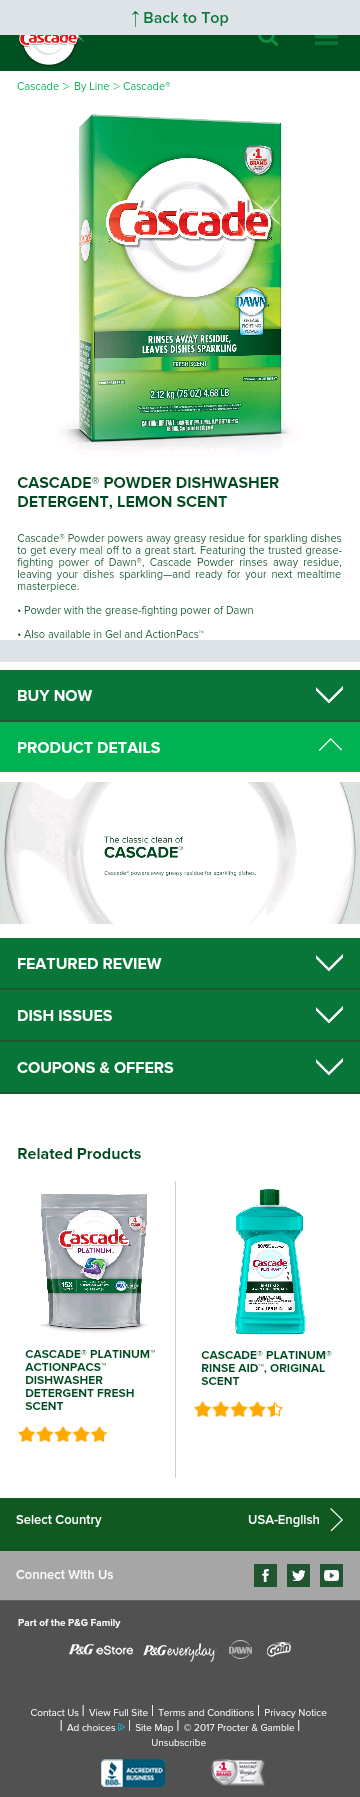 ↑ Back to Top
Cascade
Cascade > By Line > Cascade®
#1
BRAND
Cascade
DAWN
GREASE
FIGHTING
RINSES AWAY RESIDUE,
LEAVES DISHES SPARKLING
FRESH SCENT
2.12 kg (75 OZ) 4.68 LB
CASCADE® POWDER DISHWASHER
DETERGENT, LEMON SCENT
Cascade® Powder powers away greasy residue for sparkling dishes
to get every meal off to a great start. Featuring the trusted grease-
fighting power of Dawn®, Cascade Powder rinses away residue,
leaving your dishes sparkling—and ready for your next mealtime
masterpiece.
• Powder with the grease-fighting power of Dawn
• Also available in Gel and ActionPacs™
BUY NOW
PRODUCT DETAILS
The classic clean of
CASCADE®
Cascade® powers away greasy residue for sparkling dishes.
FEATURED REVIEW
DISH ISSUES
COUPONS & OFFERS
Related Products
Cascade
PLATINUM
Cascade
PLATINUM
CASCADE® PLATINUM™
ACTIONPACS™
DISHWASHER
DETERGENT FRESH
SCENT
CASCADE® PLATINUM®
RINSE AID™, ORIGINAL
SCENT
Select Country
USA-English
Connect With Us
Part of the P&G Family
P&G eStore P&G everyday DAWN Gain
Contact Us | View Full Site | Terms and Conditions | Privacy Notice
| Ad choices | Site Map | © 2017 Procter & Gamble |
Unsubscribe
BBB
ACCREDITED
BUSINESS